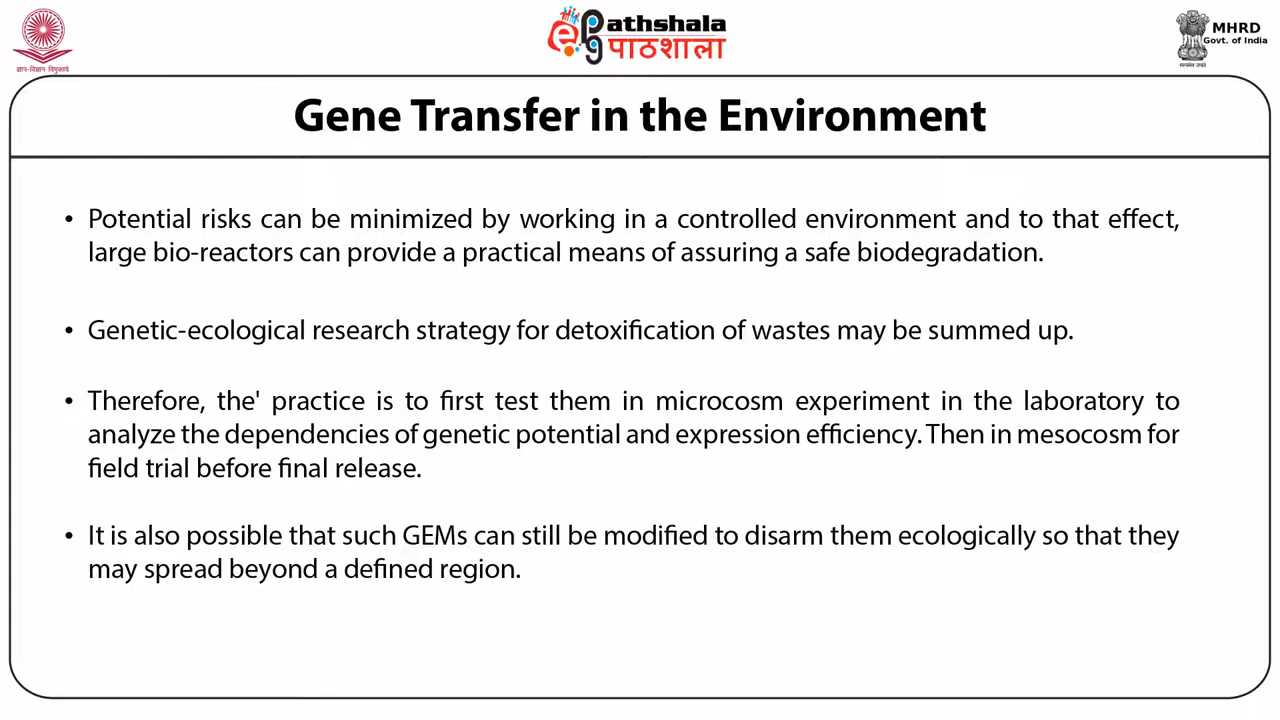 ज्ञान-विज्ञान विमुक्तये
ePathshala
पाठशाला
MHRD
Govt. of India
सत्यमेव जयते
Gene Transfer in the Environment
• Potential risks can be minimized by working in a controlled environment and to that effect,
large bio-reactors can provide a practical means of assuring a safe biodegradation.
• Genetic-ecological research strategy for detoxification of wastes may be summed up.
• Therefore, the' practice is to first test them in microcosm experiment in the laboratory to
analyze the dependencies of genetic potential and expression efficiency. Then in mesocosm for
field trial before final release.
• It is also possible that such GEMs can still be modified to disarm them ecologically so that they
may spread beyond a defined region.